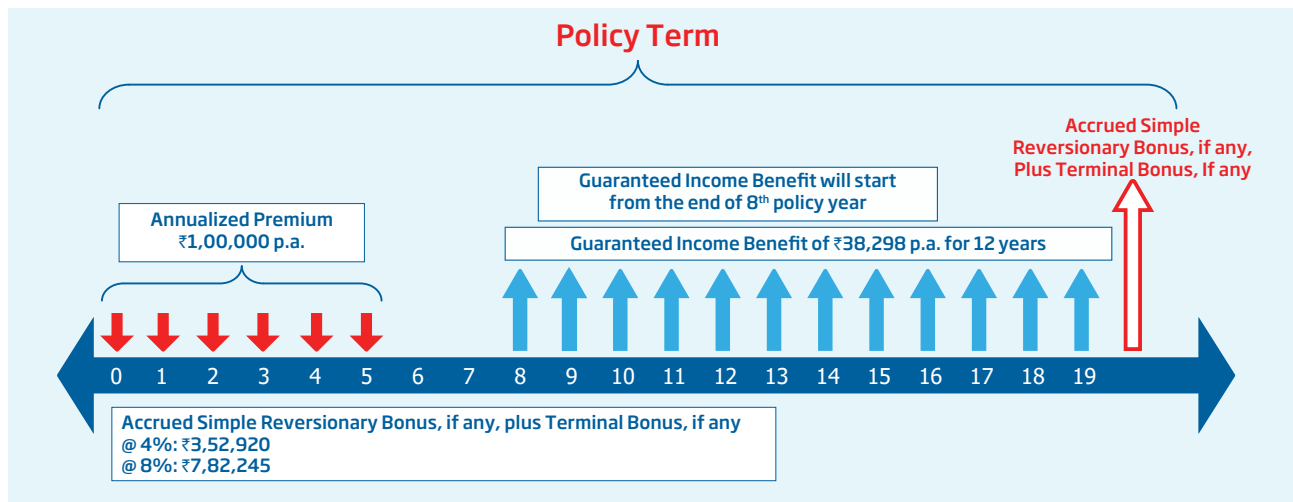 Policy Term
Accrued Simple
Reversionary Bonus, if any,
Plus Terminal Bonus, If any
Guaranteed Income Benefit will start
from the end of 8th policy year
Annualized Premium
₹1,00,000 p.a.
Guaranteed Income Benefit of ₹38,298 p.a. for 12 years
0 1 2 3 4 5 6 7 8 9 10 11 12 13 14 15 16 17 18 19
Accrued Simple Reversionary Bonus, if any, plus Terminal Bonus, if any
@ 4%: ₹3,52,920
@ 8%: ₹7,82,245